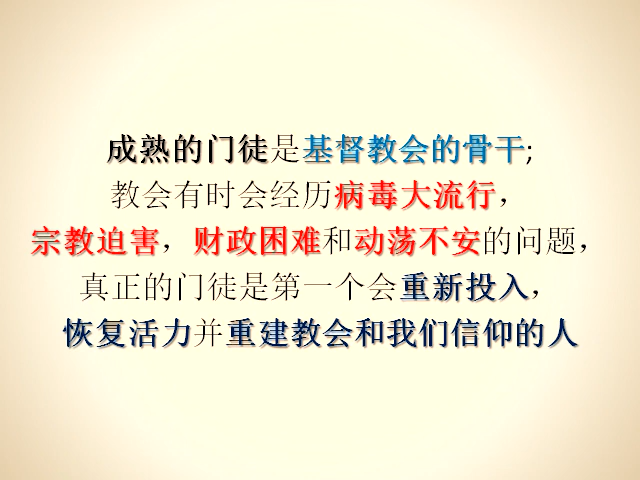 成熟的门徒是基督教会的骨干;
教会有时会经历病毒大流行，
宗教迫害，财政困难和动荡不安的问题，
真正的门徒是第一个会重新投入，
恢复活力并重建教会和我们信仰的人